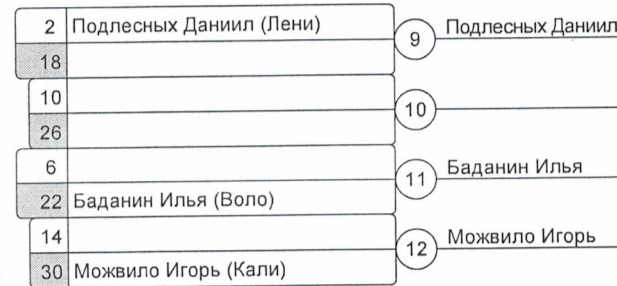 2 Подлесных Даниил (Лени)
9 Подлесных Даниил
18
10
10
26
6
11 Баданин Илья
22 Баданин Илья (Воло)
14
12 Можвило Игорь
30 Можвило Игорь (Кали)